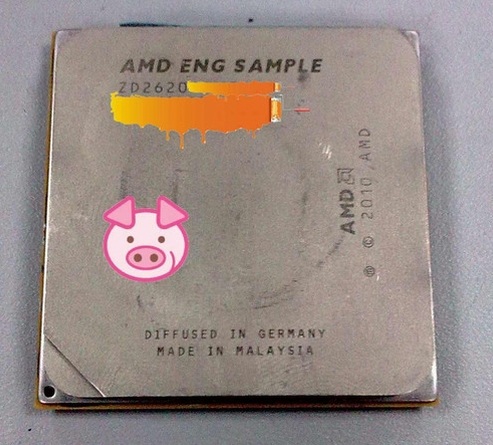 AMD ENG SAMPLE
ZD2620
AMD
® © 2010 AMD
DIFFUSED IN GERMANY
MADE IN MALAYSIA